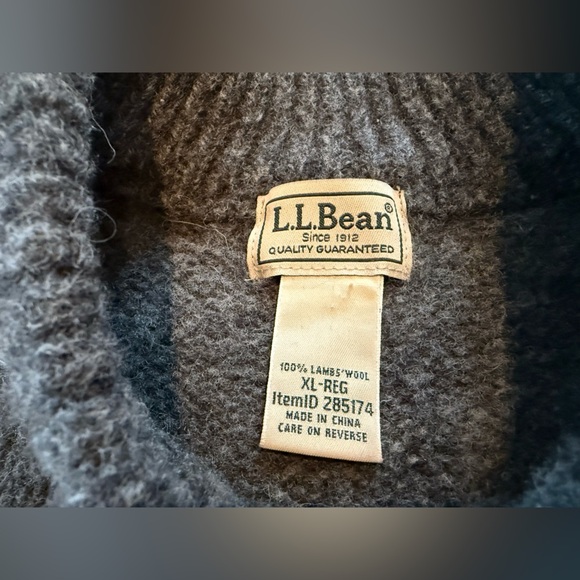 L.L.Bean®
Since 1912
QUALITY GUARANTEED
100% LAMBS'WOOL
XL-REG
ItemID 285174
MADE IN CHINA
CARE ON REVERSE